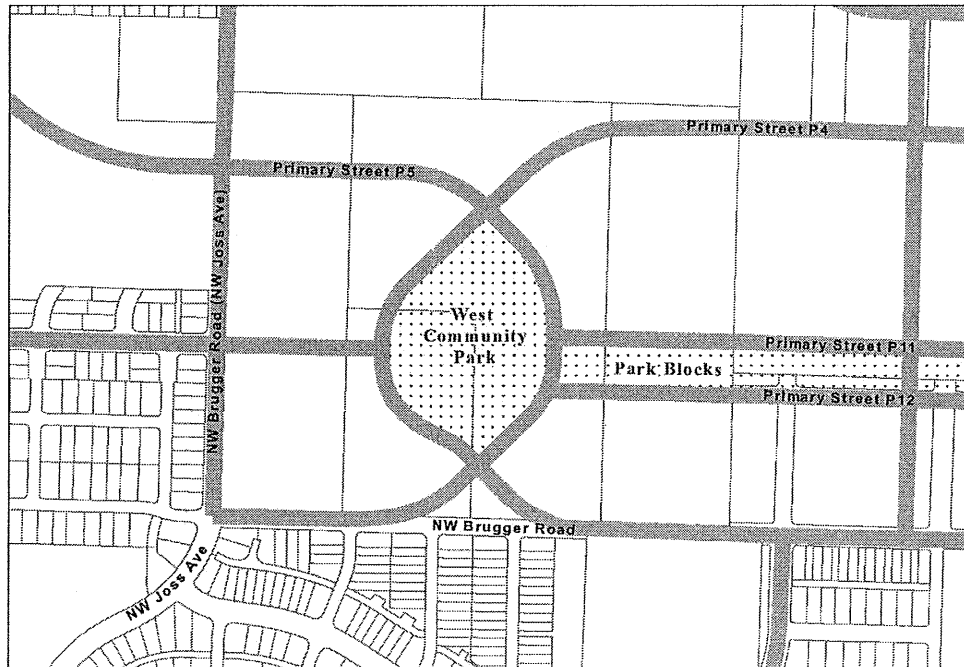 Primary Street P4
Primary Street P5
NW Brugger Road (NW Joss Ave)
West
Community
Park
Primary Street P11
Park Blocks
Primary Street P12
NW Brugger Road
NW Joss Ave